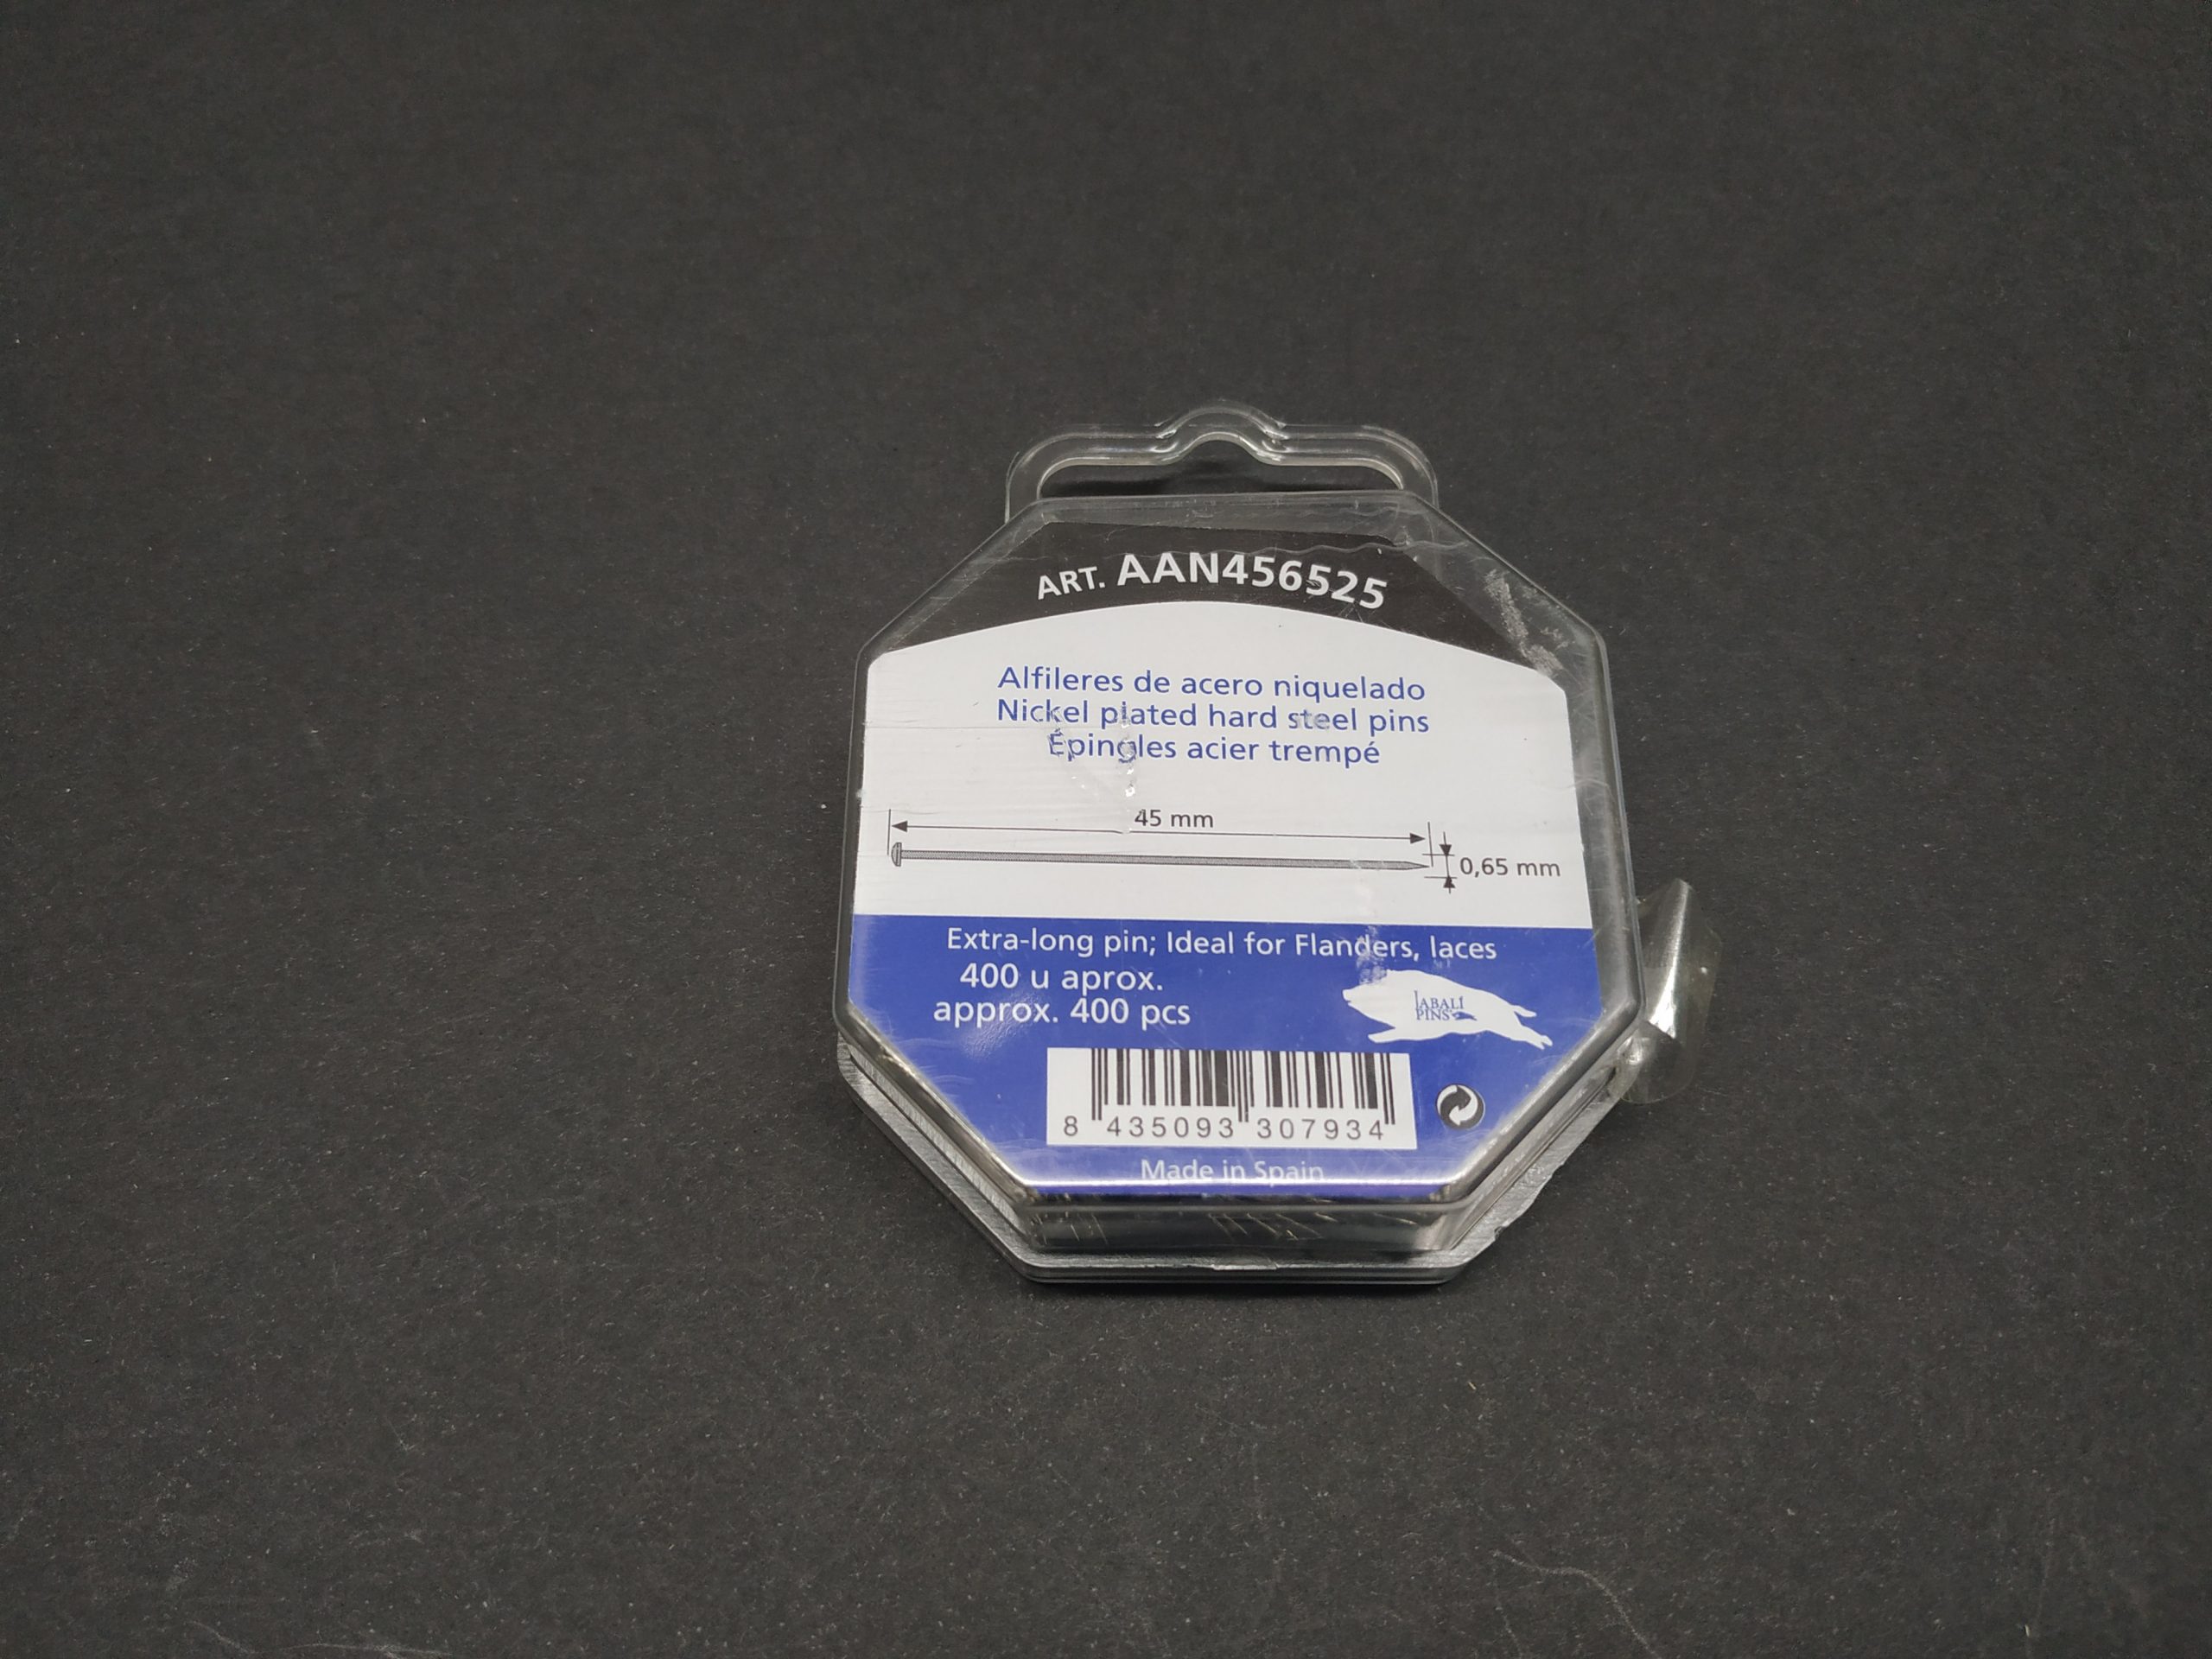 ART. AAN456525
Alfileres de acero niquelado
Nickel plated hard steel pins
Épingles acier trempé
45 mm
0,65 mm
Extra-long pin; Ideal for Flanders, laces
400 u aprox.
approx. 400 pcs
JABALÍ
PINS
8 435093 307934
Made in Spain